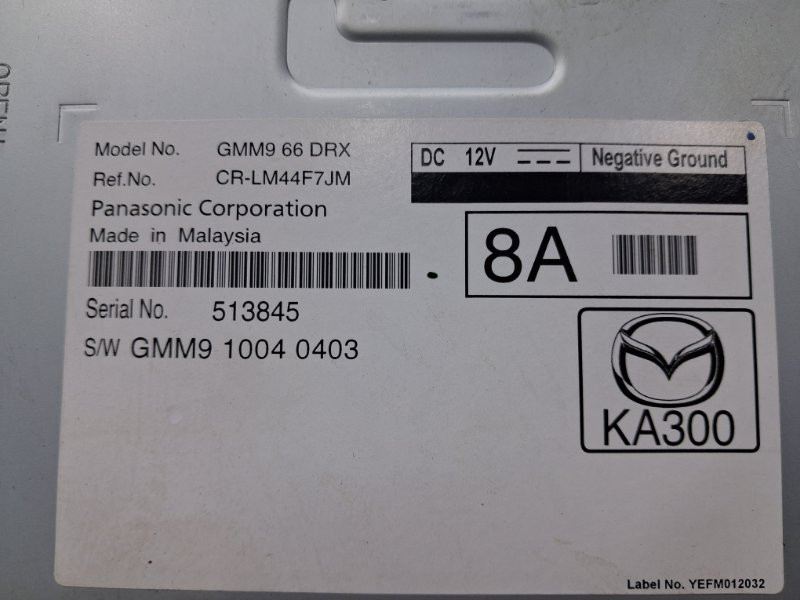 Model No. GMM9 66 DRX
Ref.No. CR-LM44F7JM
Panasonic Corporation
Made in Malaysia
DC 12V Negative Ground
8A
Serial No. 513845
S/W GMM9 1004 0403
KA300
Label No. YEFM012032